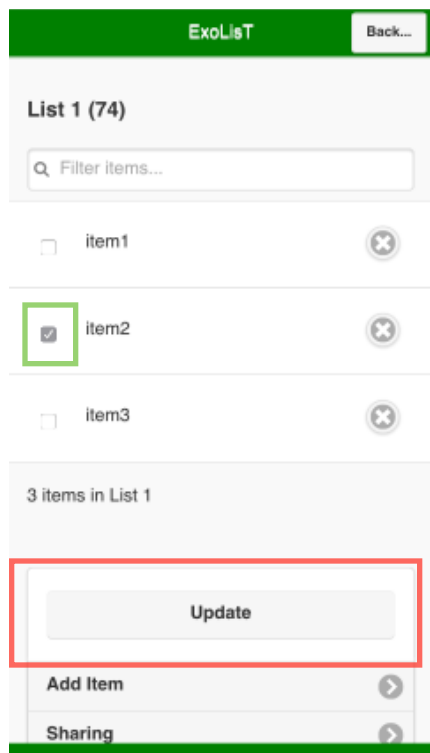 ExoLisT
Back...
List 1 (74)
Filter items...
item1
item2
item3
3 items in List 1
Update
Add Item
Sharing